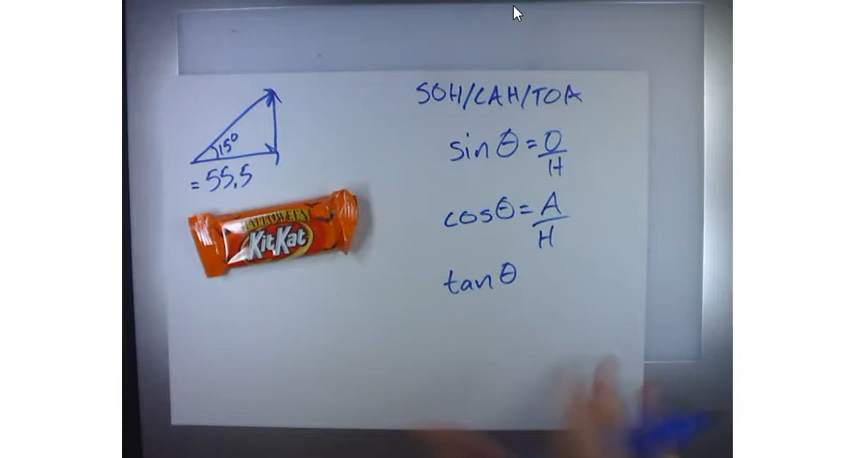 SOH/CAH/TOA
15°
= 55.5
sin θ = O/H
cos θ = A/H
tan θ
HALLOWEEN
KitKat